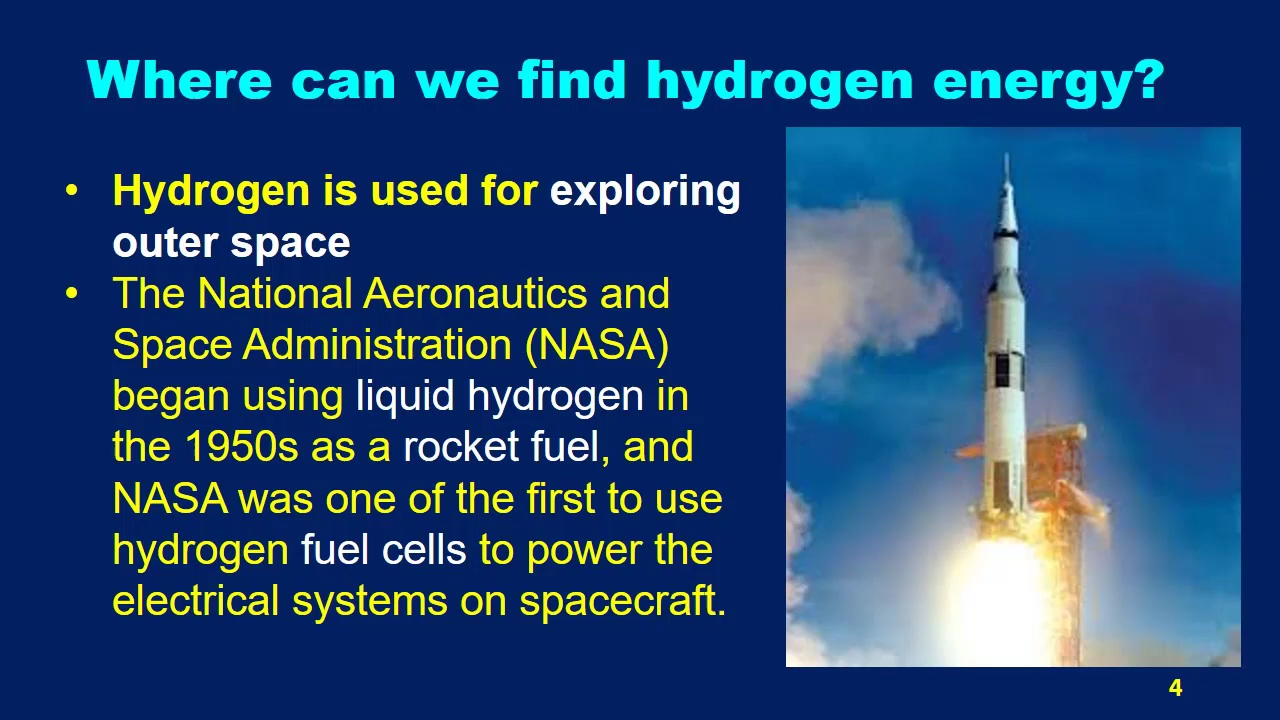 Where can we find hydrogen energy?
• Hydrogen is used for exploring
outer space
• The National Aeronautics and
Space Administration (NASA)
began using liquid hydrogen in
the 1950s as a rocket fuel, and
NASA was one of the first to use
hydrogen fuel cells to power the
electrical systems on spacecraft.
4